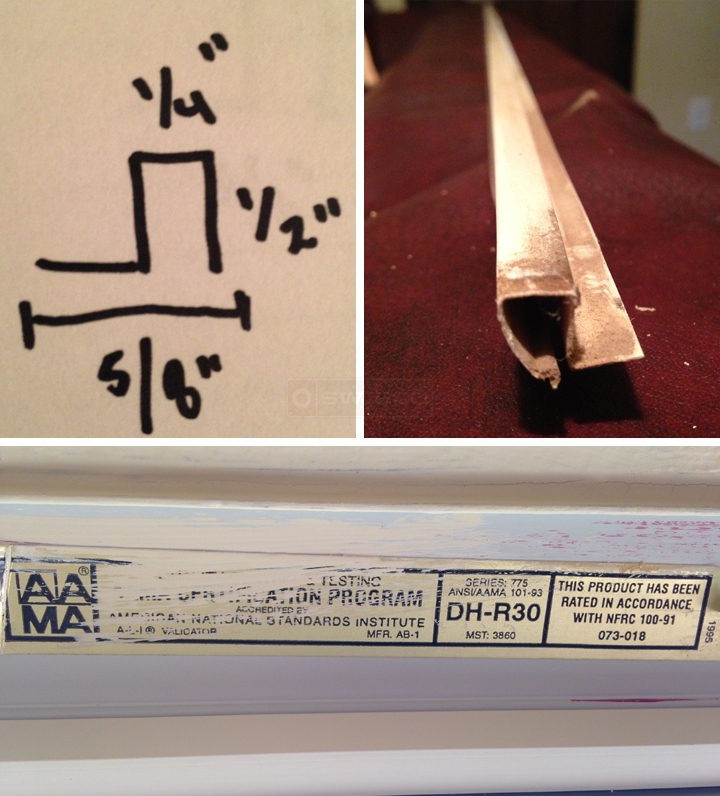 1/4"
1/2"
5/8"
AA
MA
®
TESTING
CERTIFICATION PROGRAM
ACCREDITED BY
AMERICAN NATIONAL STANDARDS INSTITUTE
A-L-I ® VALIDATOR
MFR. AB-1
SERIES: 775
ANSI/AAMA 101-93
DH-R30
MST: 3860
THIS PRODUCT HAS BEEN
RATED IN ACCORDANCE
WITH NFRC 100-91
073-018
1995